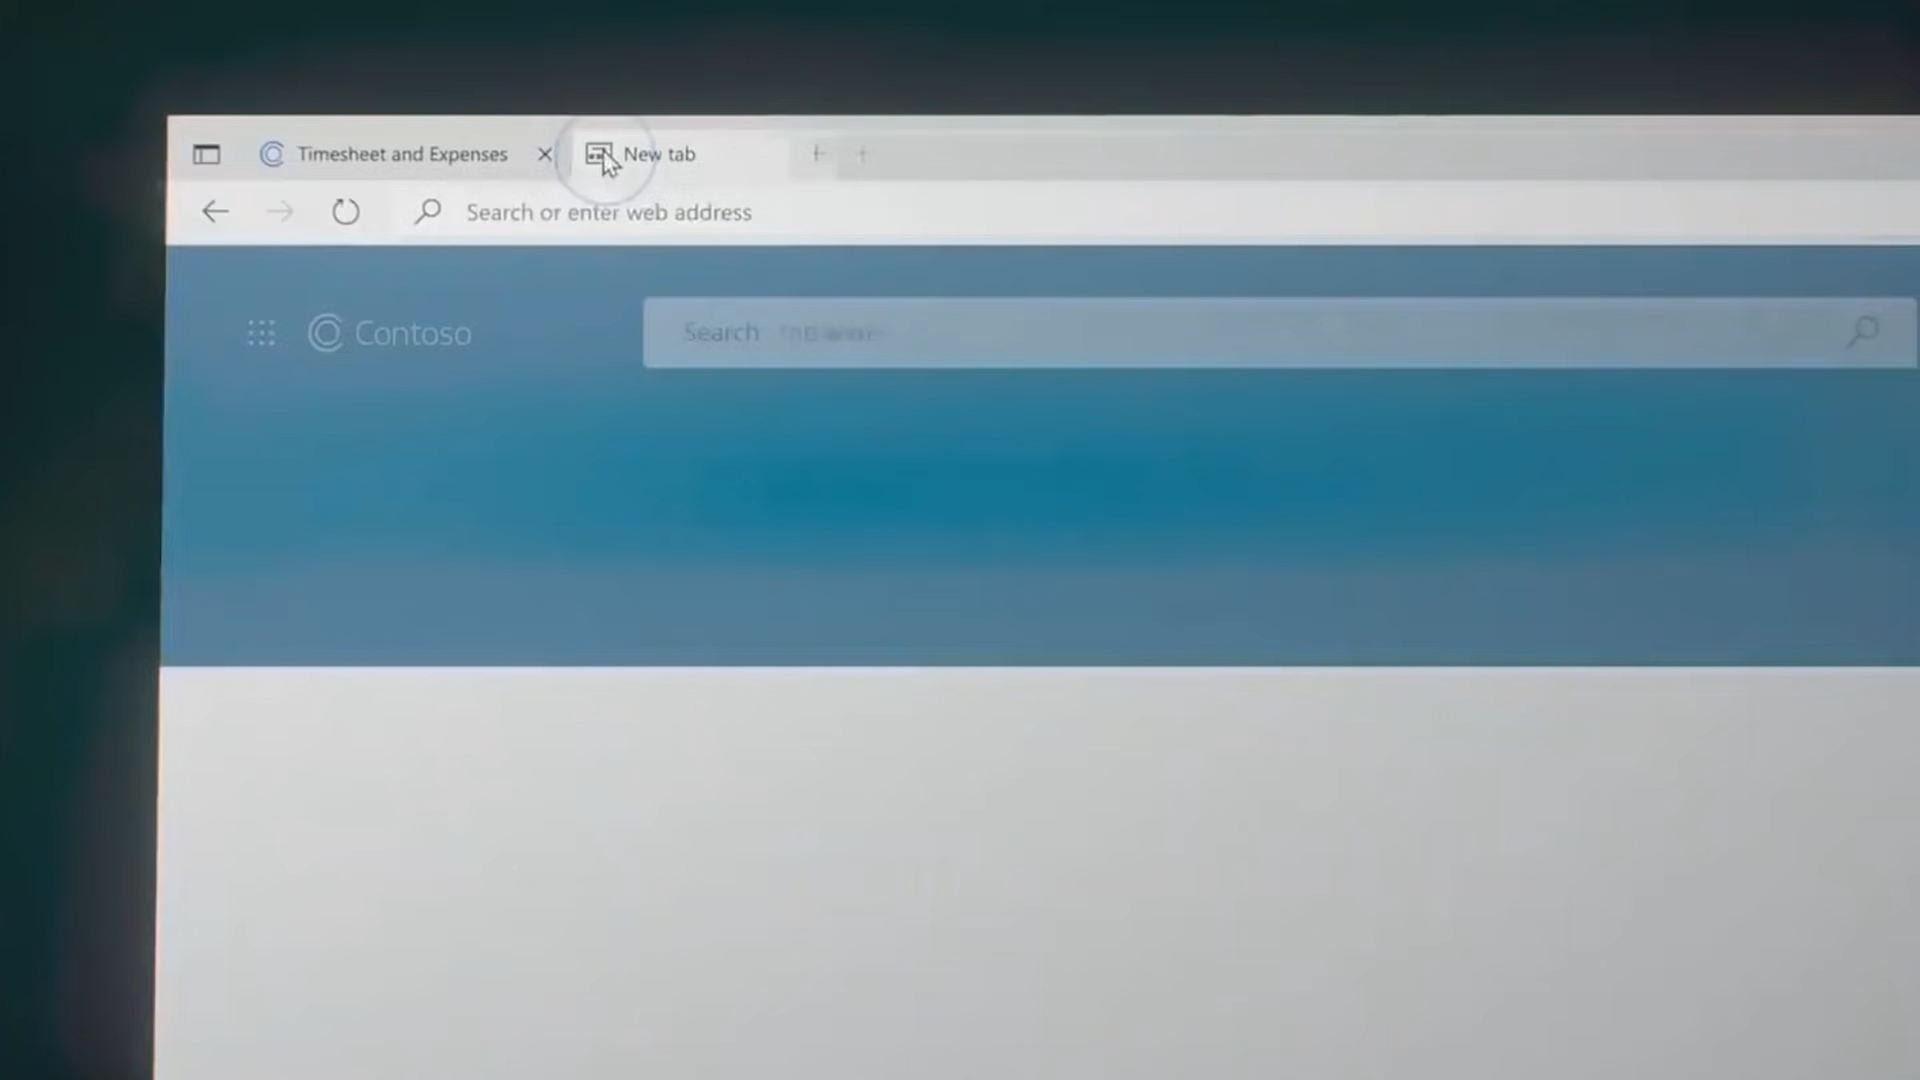 Timesheet and Expenses
New tab
Search or enter web address
Contoso
Search